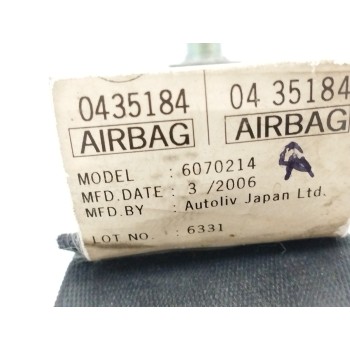 0435184 04 35184
AIRBAG AIRBAG
MODEL : 6070214
MFD.DATE : 3 /2006
MFD.BY : Autoliv Japan Ltd.
LOT NO. : 6331